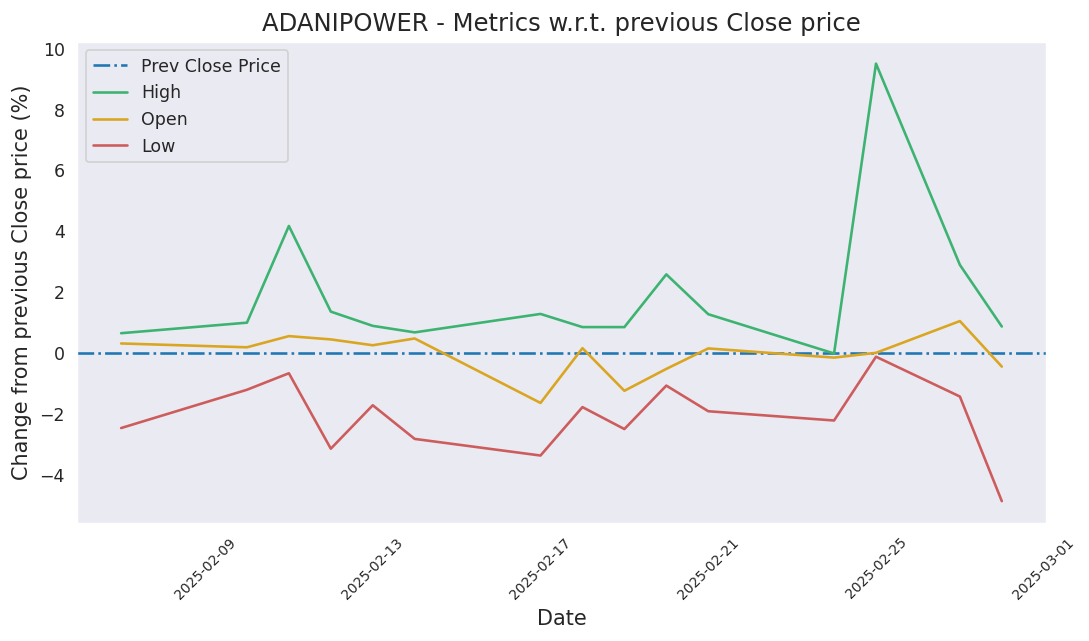 ADANIPOWER - Metrics w.r.t. previous Close price
Change from previous Close price (%)
10
8
6
4
2
0
−2
−4
Prev Close Price
High
Open
Low
2025-02-09
2025-02-13
2025-02-17
2025-02-21
2025-02-25
2025-03-01
Date